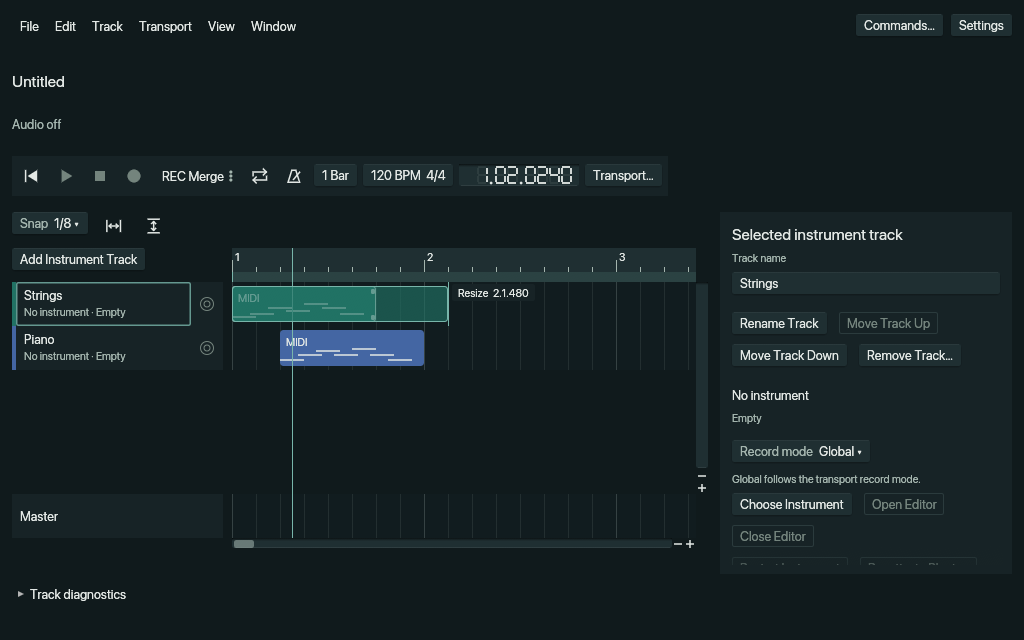 File Edit Track Transport View Window Commands... Settings
Untitled
Audio off
REC Merge 1 Bar 120 BPM 4/4 1.02.0240 Transport...
Snap 1/8
Add Instrument Track
1 2 3
Strings
No instrument · Empty
MIDI
Resize 2.1.480
Piano
No instrument · Empty
MIDI
Master
Selected instrument track
Track name
Strings
Rename Track Move Track Up
Move Track Down Remove Track...
No instrument
Empty
Record mode Global
Global follows the transport record mode.
Choose Instrument Open Editor
Close Editor
Track diagnostics